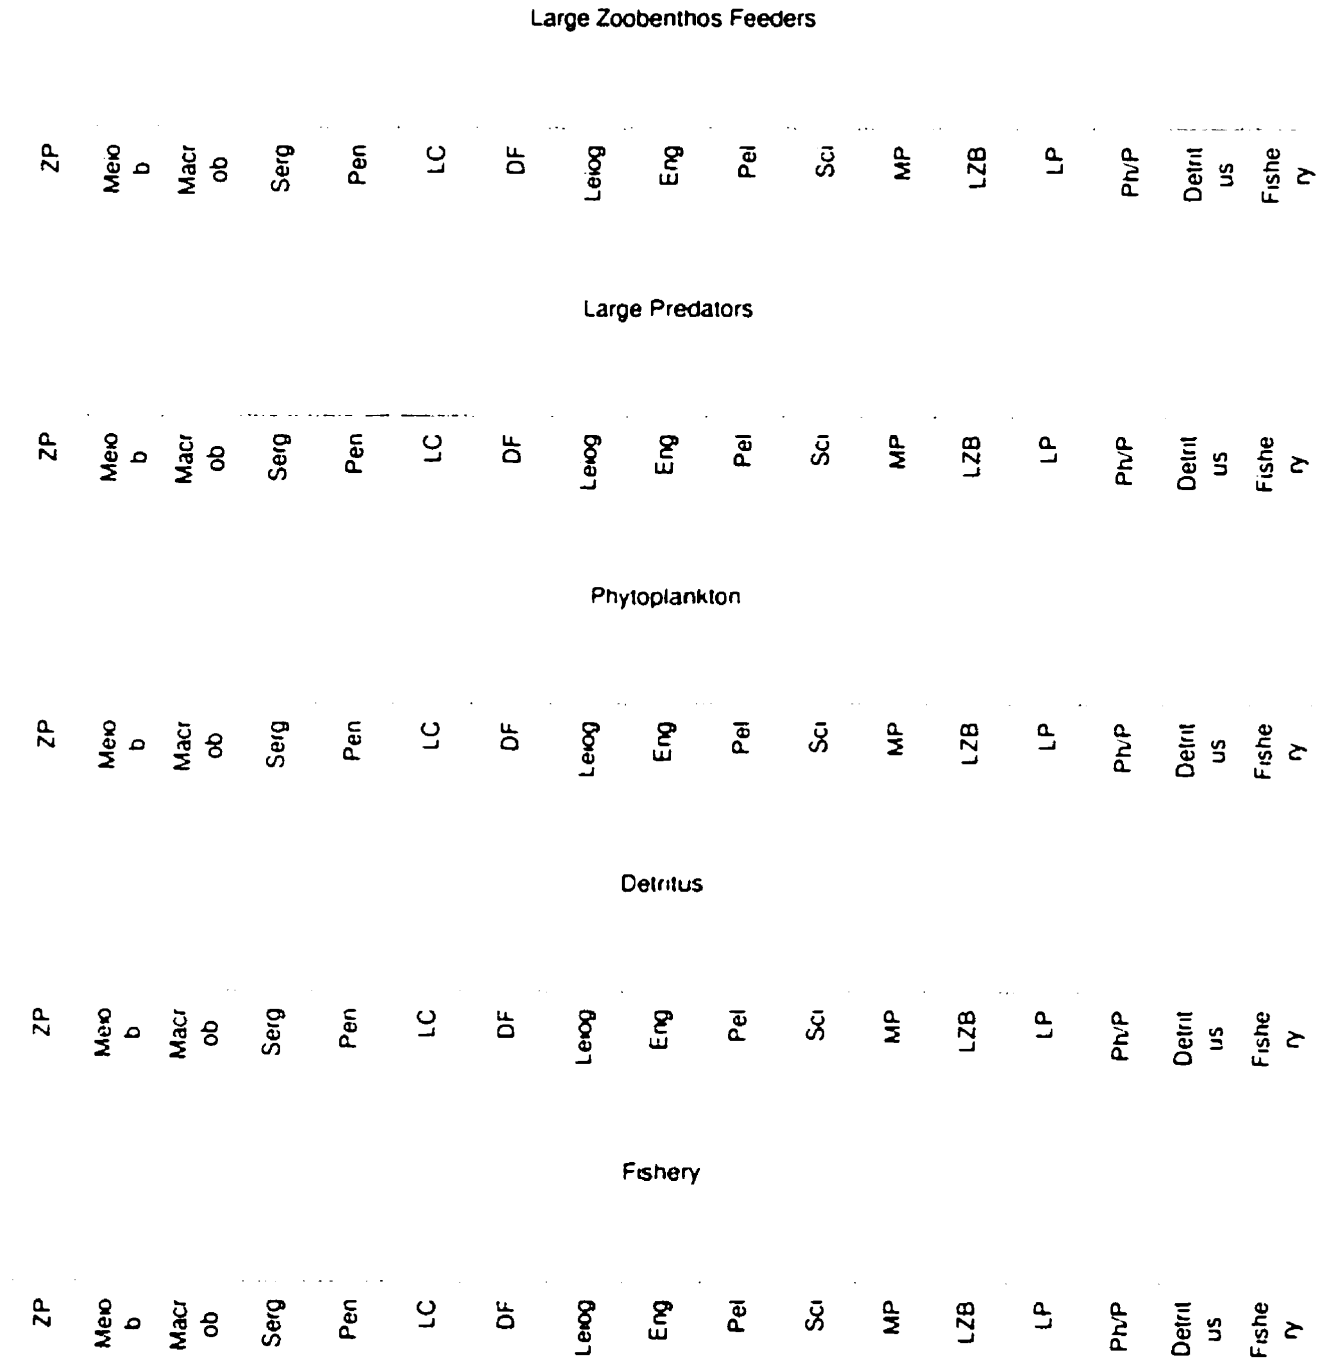 Large Zoobenthos Feeders
ZP
Meio
b
Macr
ob
Serg
Pen
LC
DF
Leiog
Eng
Pel
Sci
MP
LZB
LP
Ph/P
Detrit
us
Fishe
ry
Large Predators
ZP
Meio
b
Macr
ob
Serg
Pen
LC
DF
Leiog
Eng
Pel
Sci
MP
LZB
LP
Ph/P
Detrit
us
Fishe
ry
Phytoplankton
ZP
Meio
b
Macr
ob
Serg
Pen
LC
DF
Leiog
Eng
Pel
Sci
MP
LZB
LP
Ph/P
Detrit
us
Fishe
ry
Detritus
ZP
Meio
b
Macr
ob
Serg
Pen
LC
DF
Leiog
Eng
Pel
Sci
MP
LZB
LP
Ph/P
Detrit
us
Fishe
ry
Fishery
ZP
Meio
b
Macr
ob
Serg
Pen
LC
DF
Leiog
Eng
Pel
Sci
MP
LZB
LP
Ph/P
Detrit
us
Fishe
ry